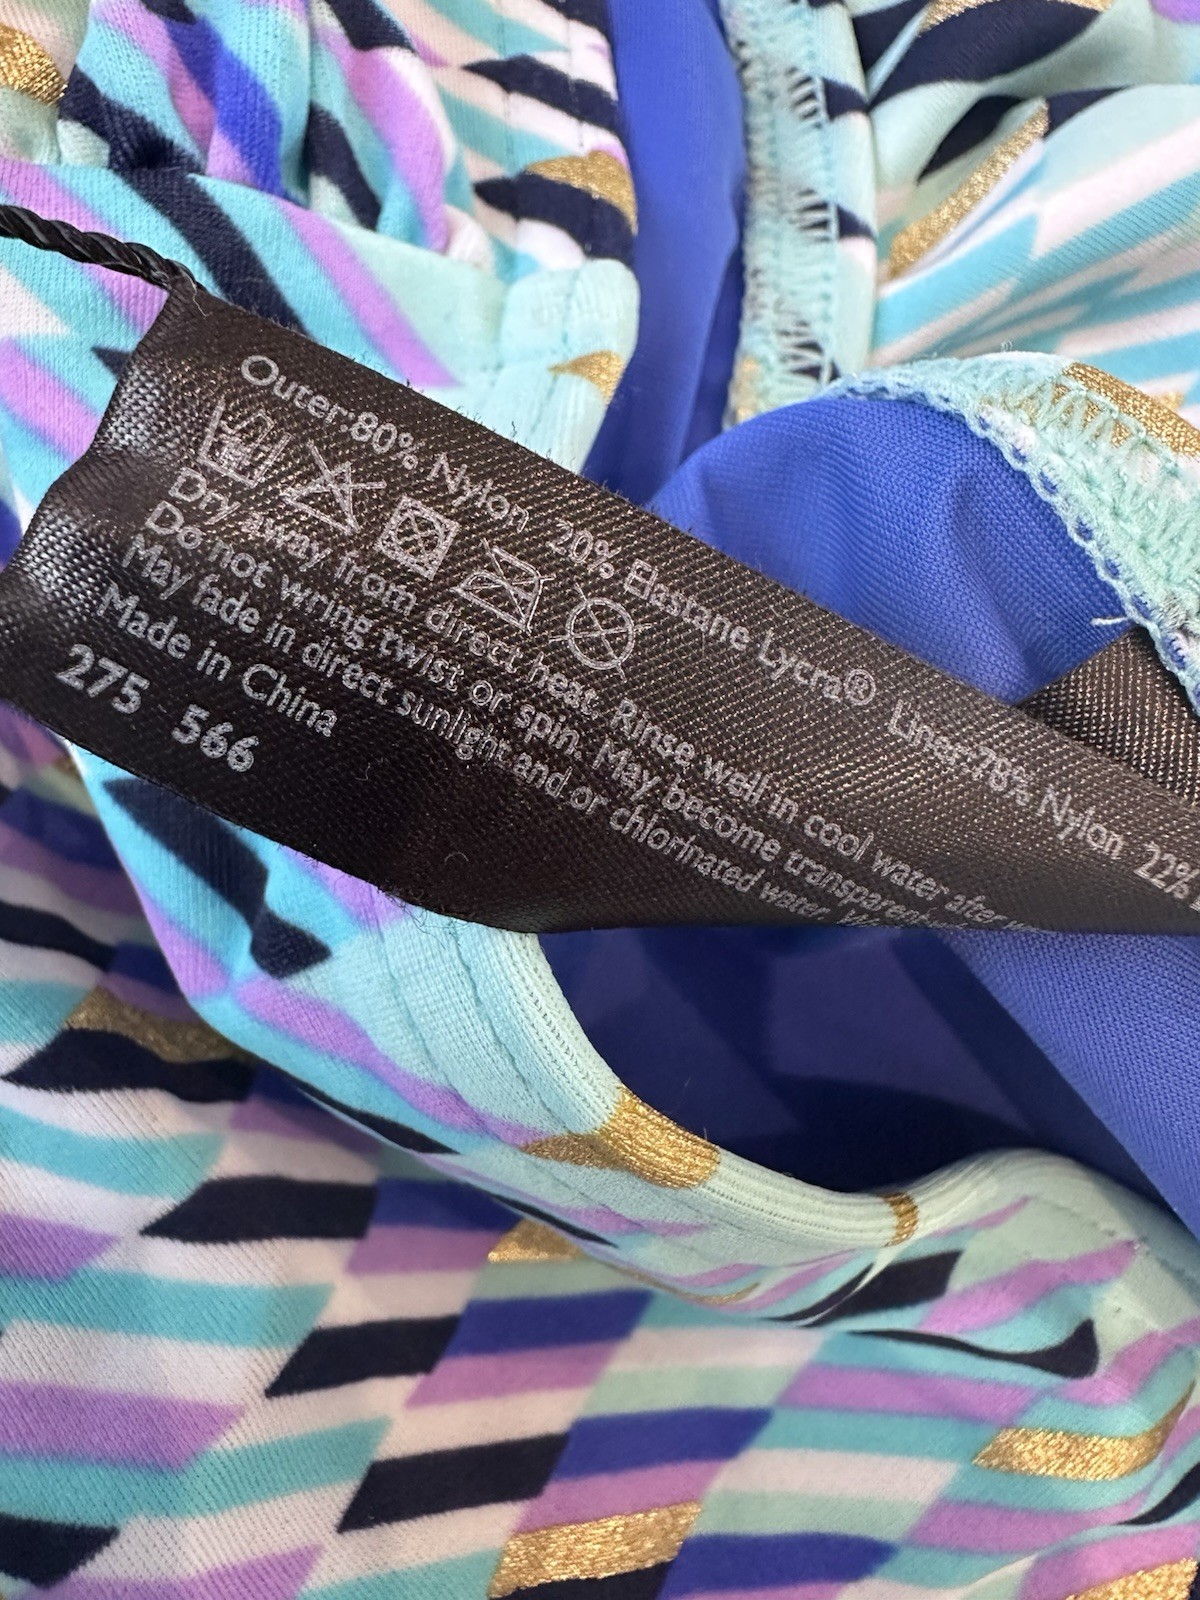 Outer:80% Nylon 20% Elastane Lycra® Liner:78% Nylon 22%
Dry away from direct heat. Rinse well in cool water after
Do not wring twist or spin. May become transparent
May fade in direct sunlight and.or chlorinated water.
Made in China
275 566